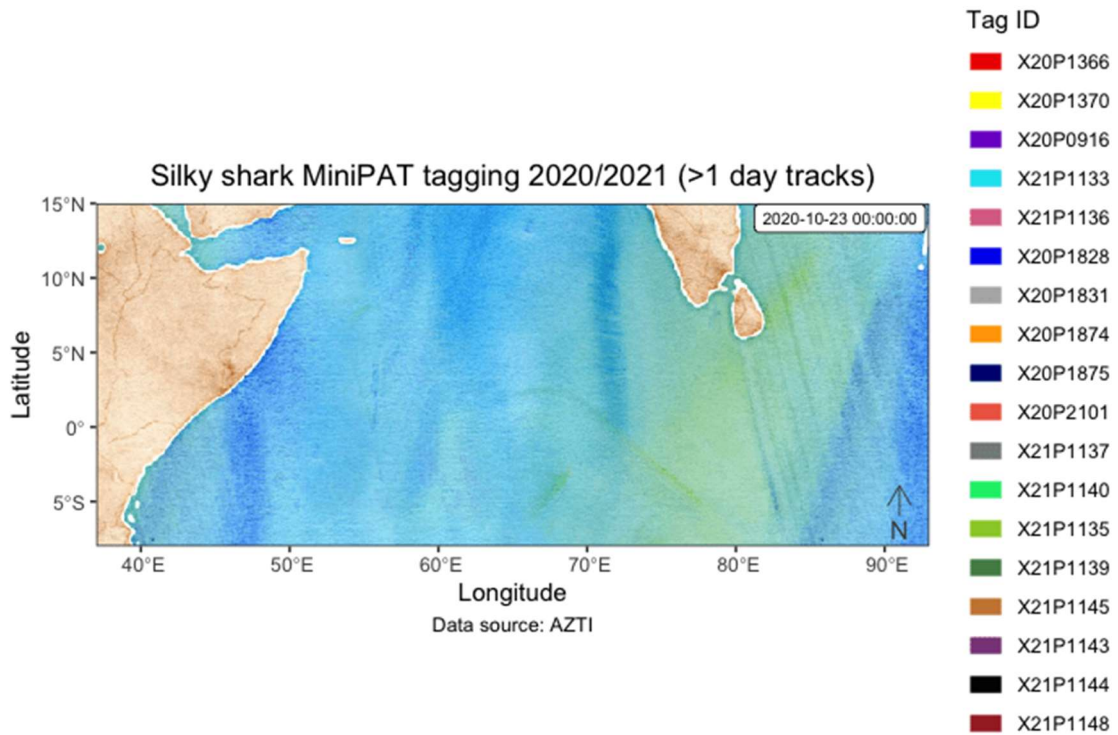 Tag ID
X20P1366
X20P1370
X20P0916
X21P1133
X21P1136
X20P1828
X20P1831
X20P1874
X20P1875
X20P2101
X21P1137
X21P1140
X21P1135
X21P1139
X21P1145
X21P1143
X21P1144
X21P1148
Silky shark MiniPAT tagging 2020/2021 (>1 day tracks)
2020-10-23 00:00:00
Latitude
15°N
10°N
5°N
0°
5°S
N
40°E 50°E 60°E 70°E 80°E 90°E
Longitude
Data source: AZTI